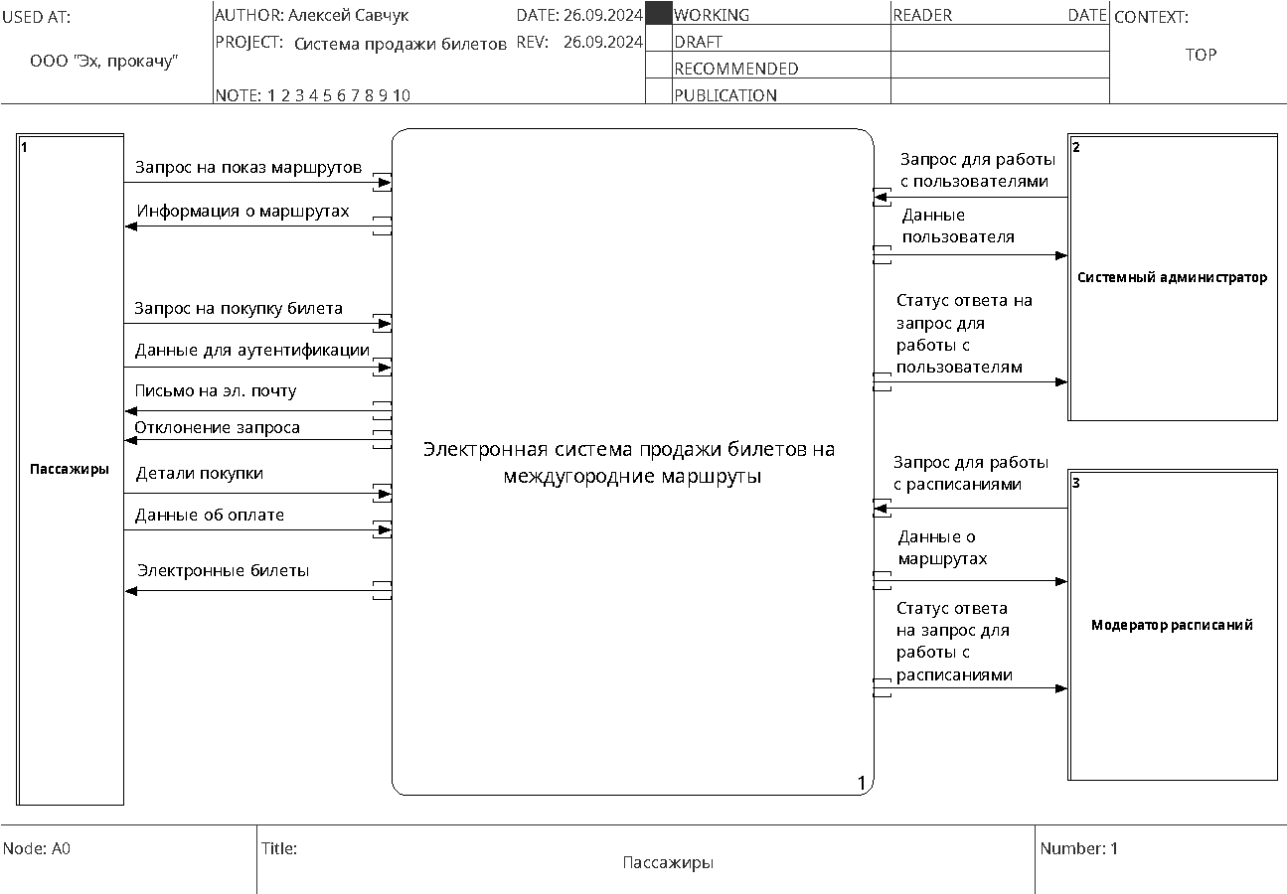 USED AT:
ООО "Эх, прокачу"
AUTHOR: Алексей Савчук
DATE: 26.09.2024
PROJECT: Система продажи билетов
REV: 26.09.2024
NOTE: 1 2 3 4 5 6 7 8 9 10
WORKING
DRAFT
RECOMMENDED
PUBLICATION
READER
DATE
CONTEXT:
TOP
1
Пассажиры
Запрос на показ маршрутов
Информация о маршрутах
Запрос на покупку билета
Данные для аутентификации
Письмо на эл. почту
Отклонение запроса
Детали покупки
Данные об оплате
Электронные билеты
Электронная система продажи билетов на
междугородние маршруты
1
Запрос для работы
с пользователями
Данные
пользователя
Статус ответа на
запрос для
работы с
пользователям
2
Системный администратор
Запрос для работы
с расписаниями
Данные о
маршрутах
Статус ответа
на запрос для
работы с
расписаниями
3
Модератор расписаний
Node: A0
Title:
Пассажиры
Number: 1